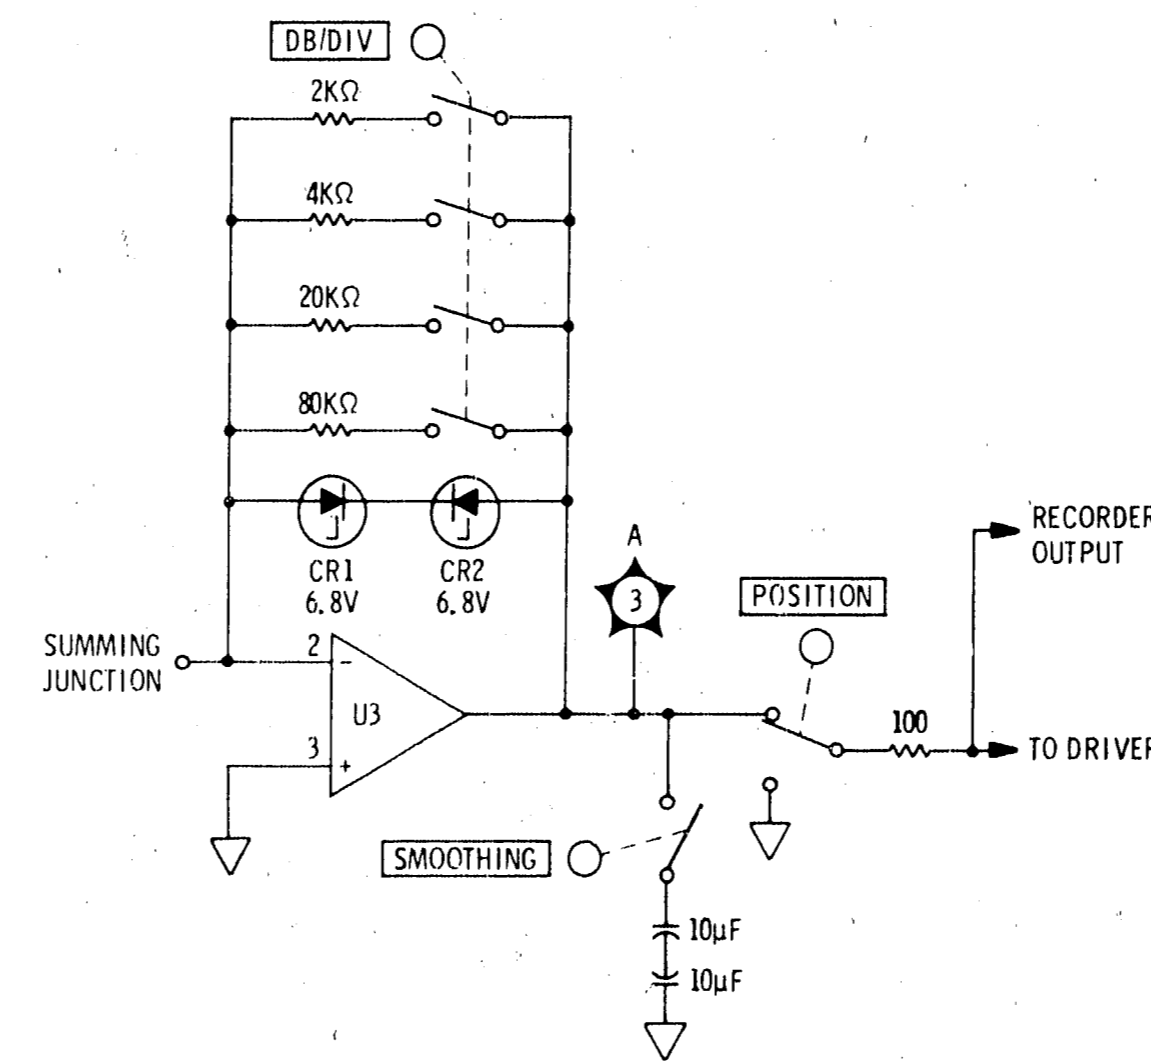 DB/DIV
2KΩ
4KΩ
20KΩ
80KΩ
CR1
6.8V
CR2
6.8V
A
3
POSITION
RECORDER
OUTPUT
SUMMING
JUNCTION
2
-
U3
3
+
100
TO DRIVER
SMOOTHING
10µF
10µF